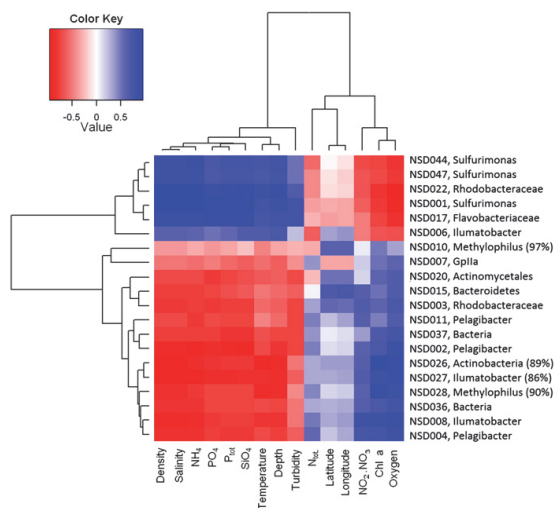 Color Key
-0.5 0 0.5
Value
NSD044, Sulfurimonas
NSD047, Sulfurimonas
NSD022, Rhodobacteraceae
NSD001, Sulfurimonas
NSD017, Flavobacteriaceae
NSD006, Ilumatobacter
NSD010, Methylophilus (97%)
NSD007, GpIIa
NSD020, Actinomycetales
NSD015, Bacteroidetes
NSD003, Rhodobacteraceae
NSD011, Pelagibacter
NSD037, Bacteria
NSD002, Pelagibacter
NSD026, Actinobacteria (89%)
NSD027, Ilumatobacter (86%)
NSD028, Methylophilus (90%)
NSD036, Bacteria
NSD008, Ilumatobacter
NSD004, Pelagibacter
Density
Salinity
NH₄
PO₄
Pₜₒₜ
SiO₄
Temperature
Depth
Turbidity
Nₜₒₜ.
Latitude
Longitude
NO₂.NO₃
Chl a
Oxygen